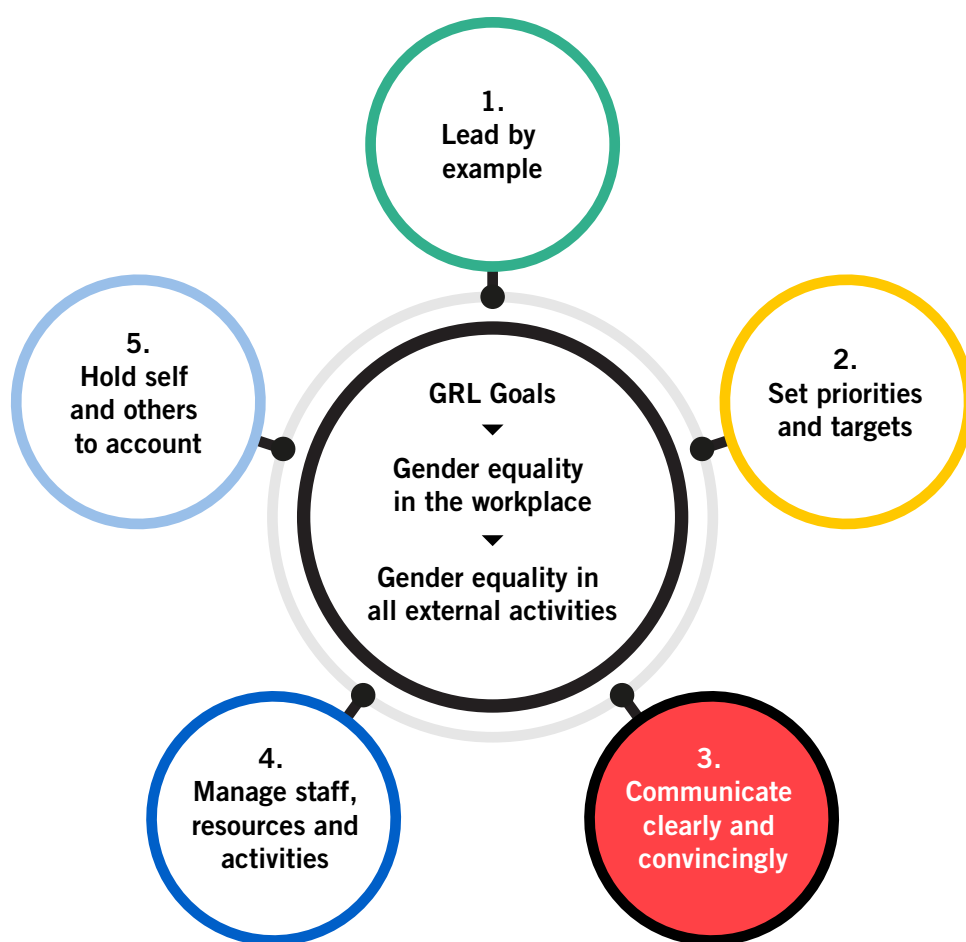 1.
Lead by
example
2.
Set priorities
and targets
3.
Communicate
clearly and
convincingly
4.
Manage staff,
resources and
activities
5.
Hold self
and others
to account
GRL Goals
Gender equality
in the workplace
Gender equality in
all external activities